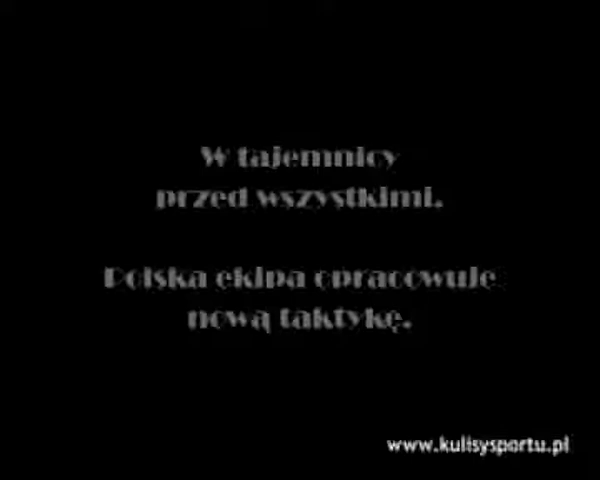 W tajemnicy
przed wszystkimi.
Polska ekipa opracowuje
nową taktykę.
www.kulisysportu.pl